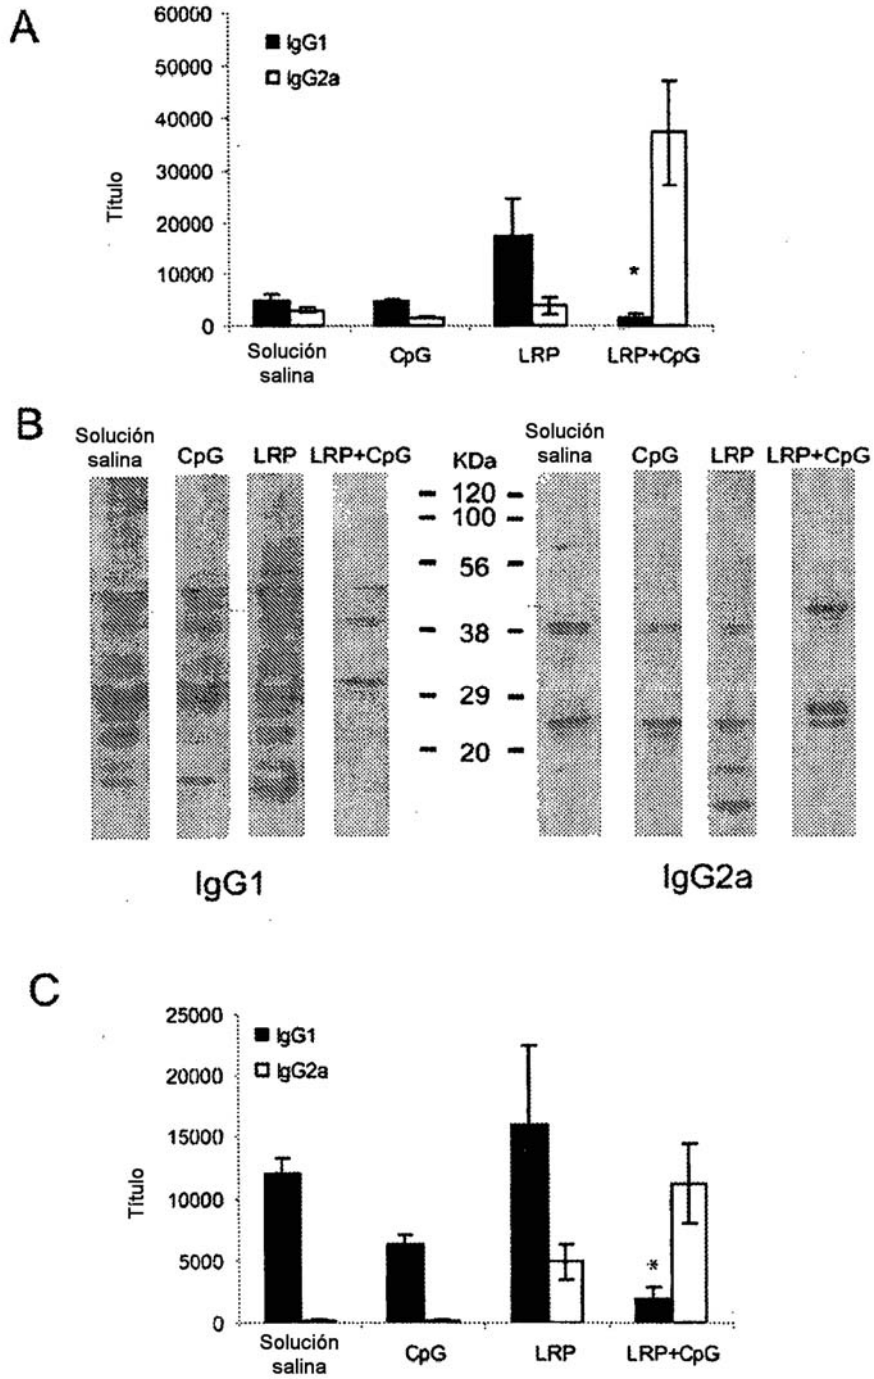 A
60000
50000
40000
30000
20000
10000
0
Título
IgG1
IgG2a
Solución salina
CpG
LRP
LRP+CpG
*
B
Solución salina
CpG
LRP
LRP+CpG
KDa
120
100
56
38
29
20
Solución salina
CpG
LRP
LRP+CpG
IgG1
IgG2a
C
25000
20000
15000
10000
5000
0
Título
IgG1
IgG2a
Solución salina
CpG
LRP
LRP+CpG
*